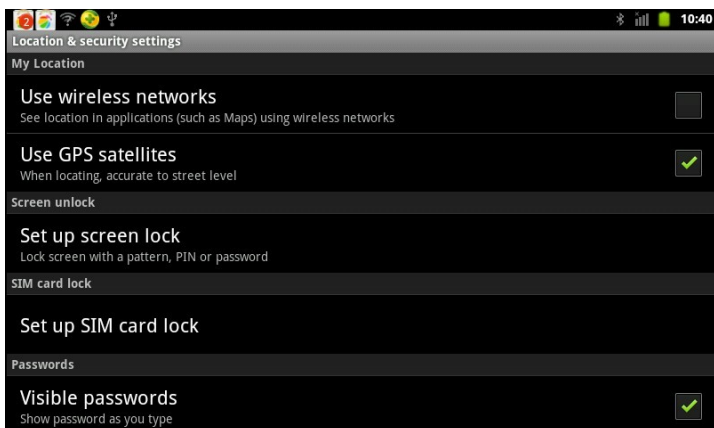 2
10:40
Location & security settings
My Location
Use wireless networks
See location in applications (such as Maps) using wireless networks
Use GPS satellites
When locating, accurate to street level
Screen unlock
Set up screen lock
Lock screen with a pattern, PIN or password
SIM card lock
Set up SIM card lock
Passwords
Visible passwords
Show password as you type